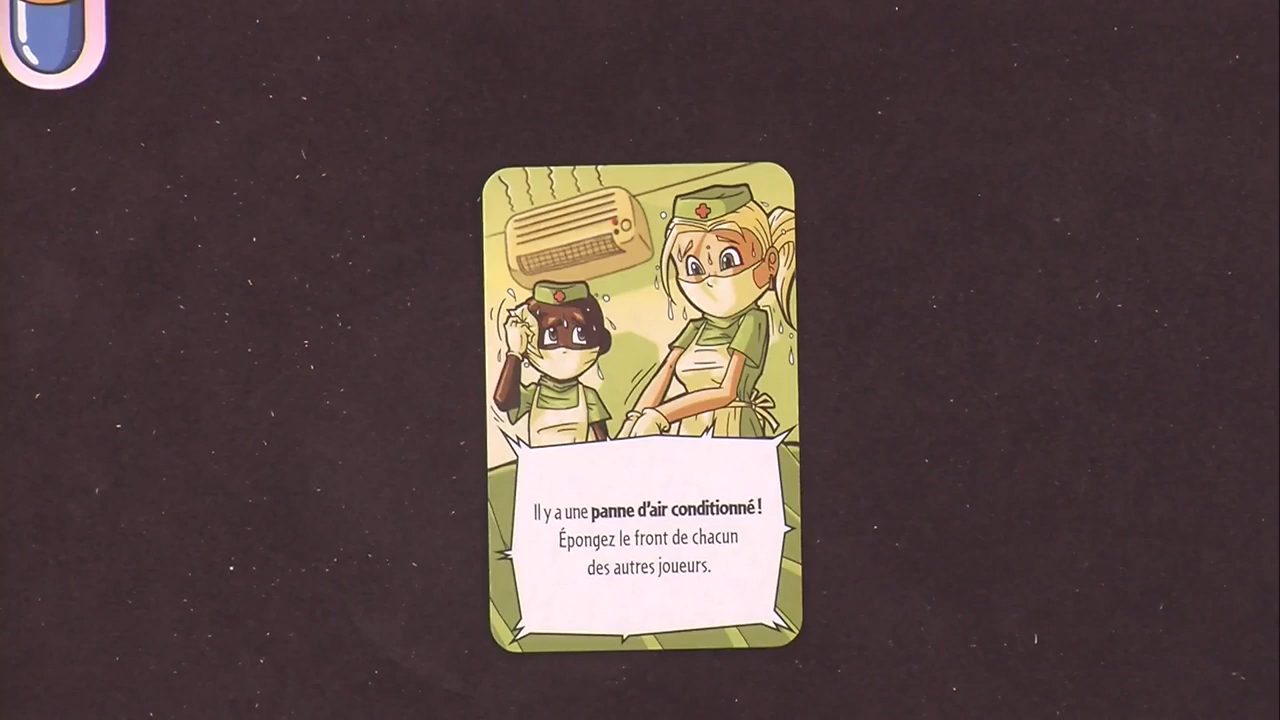 Il y a une panne d'air conditionné !
Épongez le front de chacun
des autres joueurs.